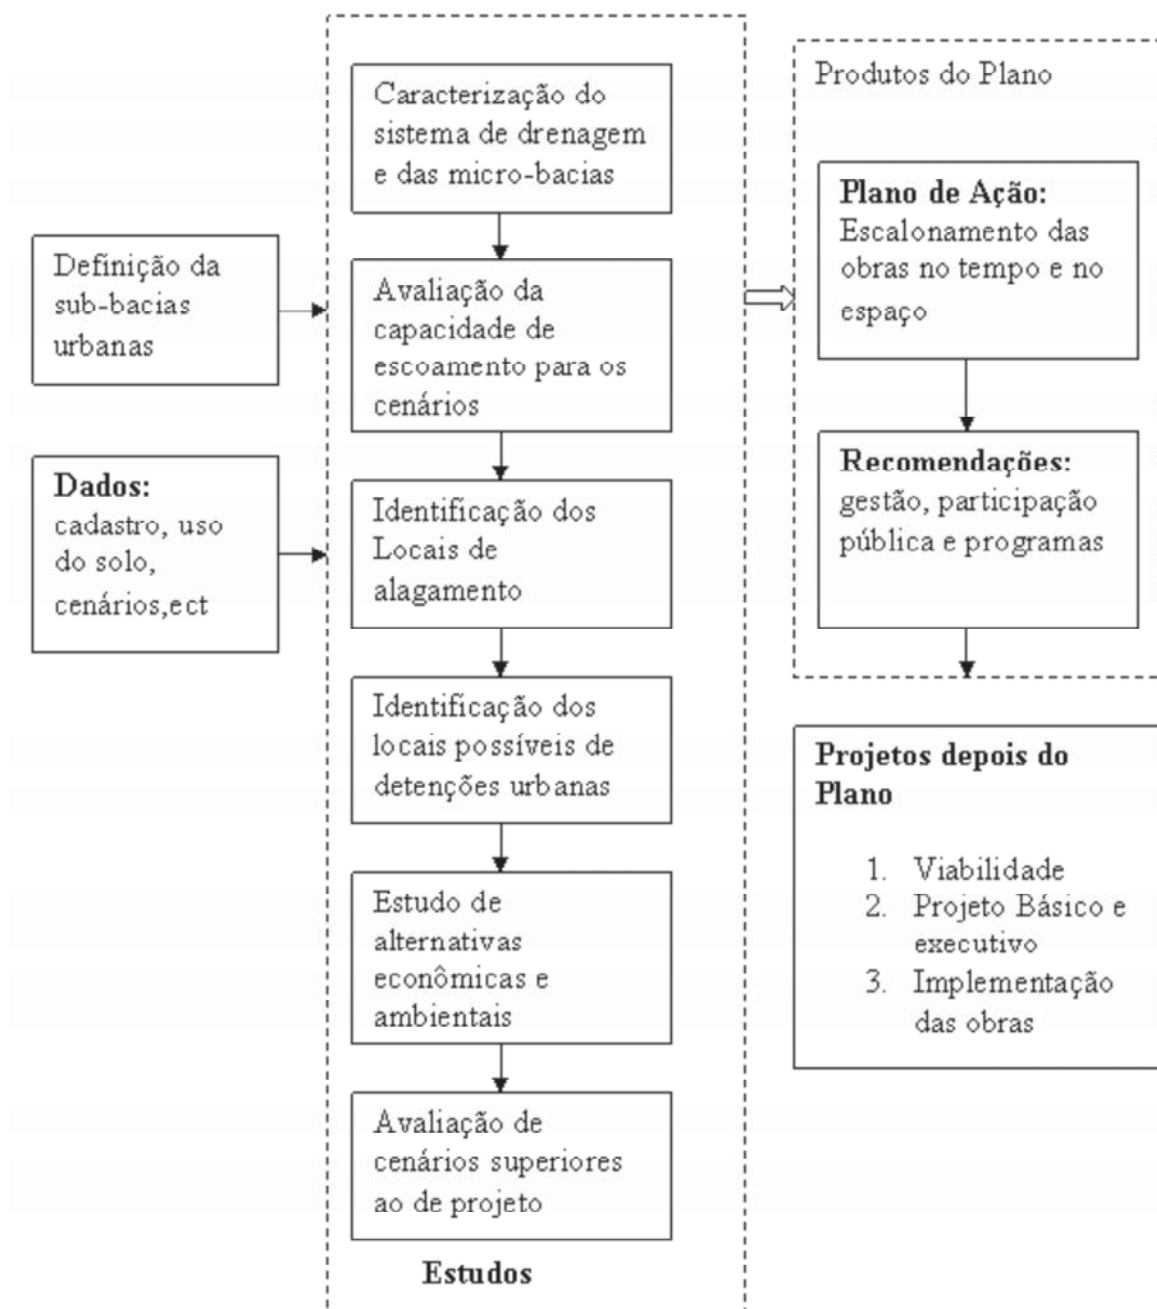 Definição da
sub-bacias
urbanas
Dados:
cadastro, uso
do solo,
cenários,ect
Caracterização do
sistema de drenagem
e das micro-bacias
Avaliação da
capacidade de
escoamento para os
cenários
Identificação dos
Locais de
alagamento
Identificação dos
locais possíveis de
detenções urbanas
Estudo de
alternativas
econômicas e
ambientais
Avaliação de
cenários superiores
ao de projeto
Estudos
Produtos do Plano
Plano de Ação:
Escalonamento das
obras no tempo e no
espaço
Recomendações:
gestão, participação
pública e programas
Projetos depois do
Plano
1. Viabilidade
2. Projeto Básico e
executivo
3. Implementação
das obras